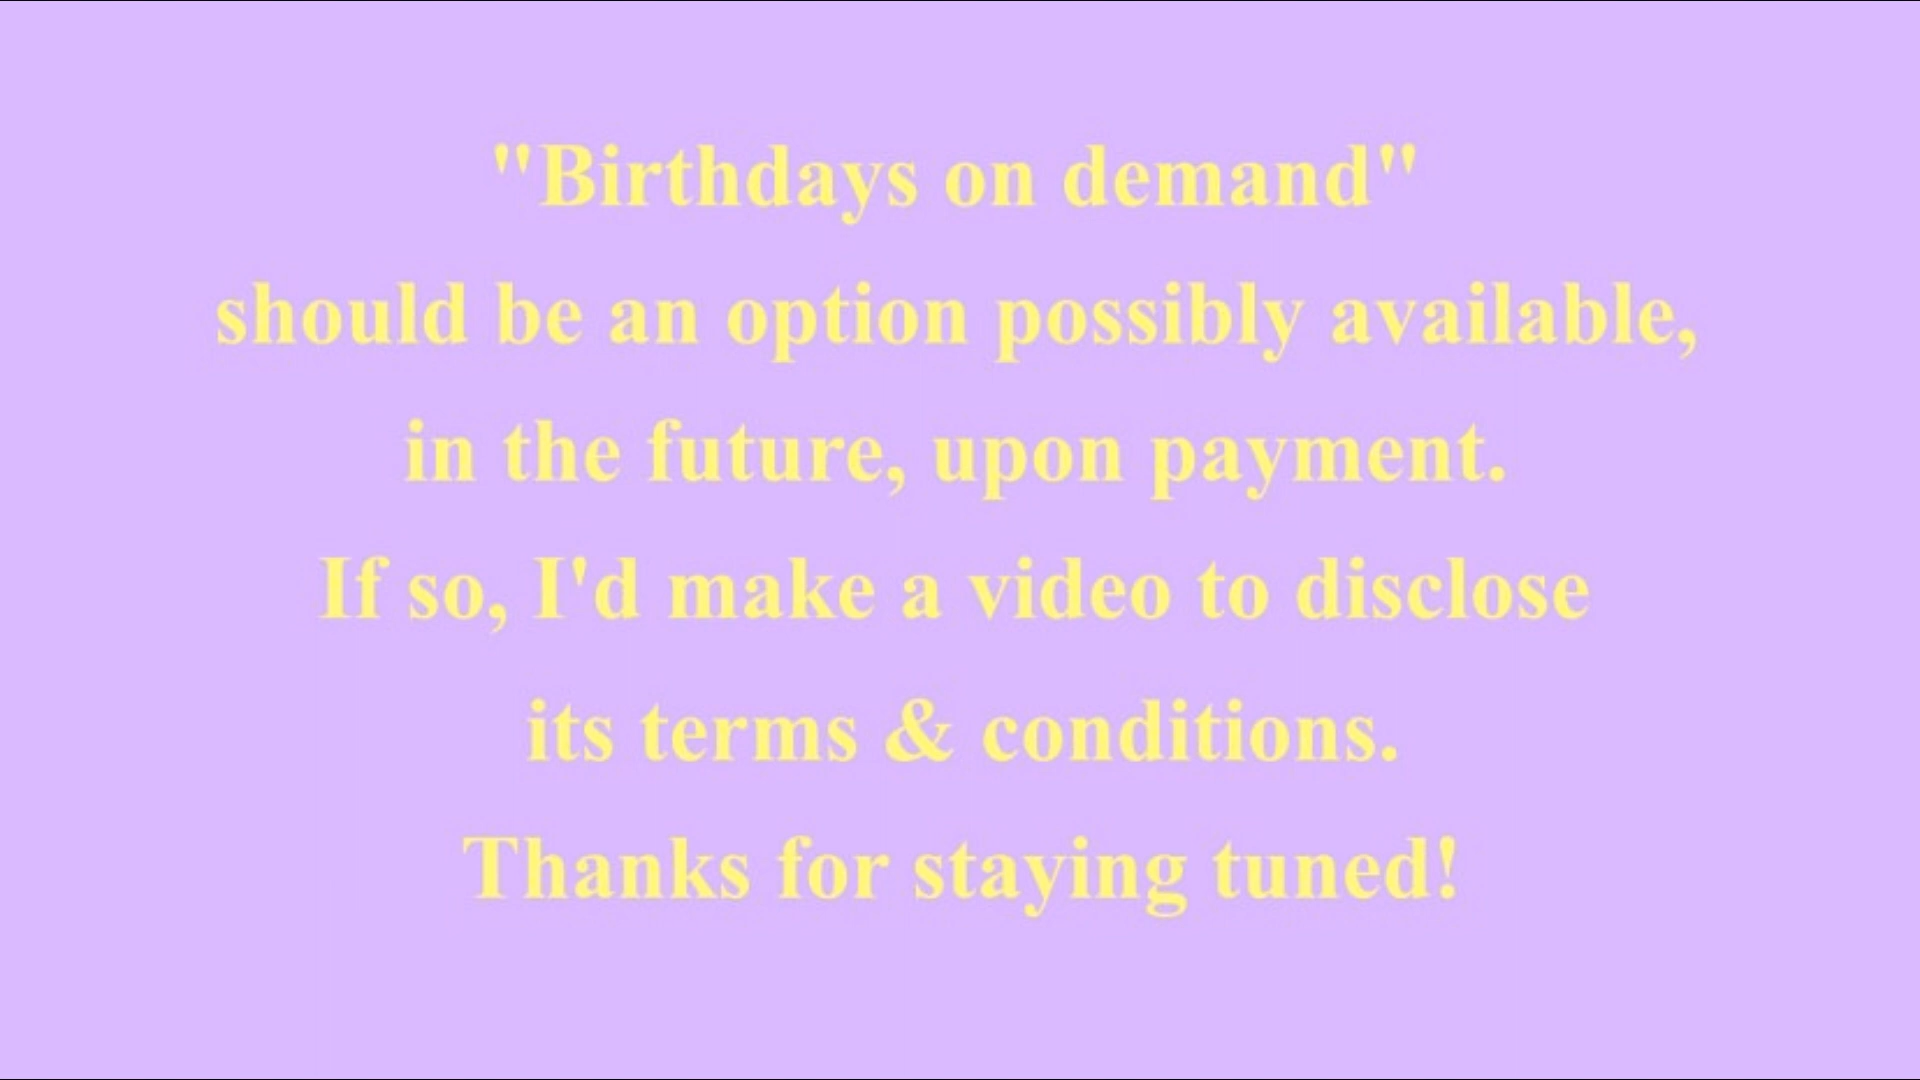 "Birthdays on demand"
should be an option possibly available,
in the future, upon payment.
If so, I'd make a video to disclose
its terms & conditions.
Thanks for staying tuned!